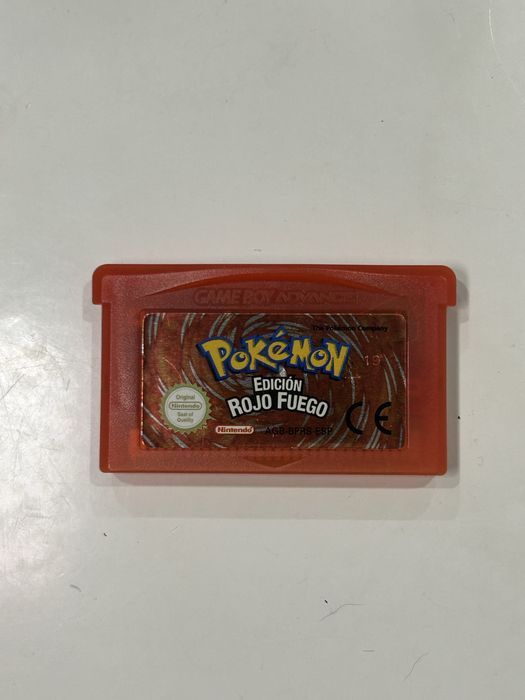 GAME BOY ADVANCE
The Pokémon Company
POKéMON
19
EDICIÓN
ROJO FUEGO
Original
Nintendo
Seal of
Quality
Nintendo
AGB-BPRS-ESP
CE